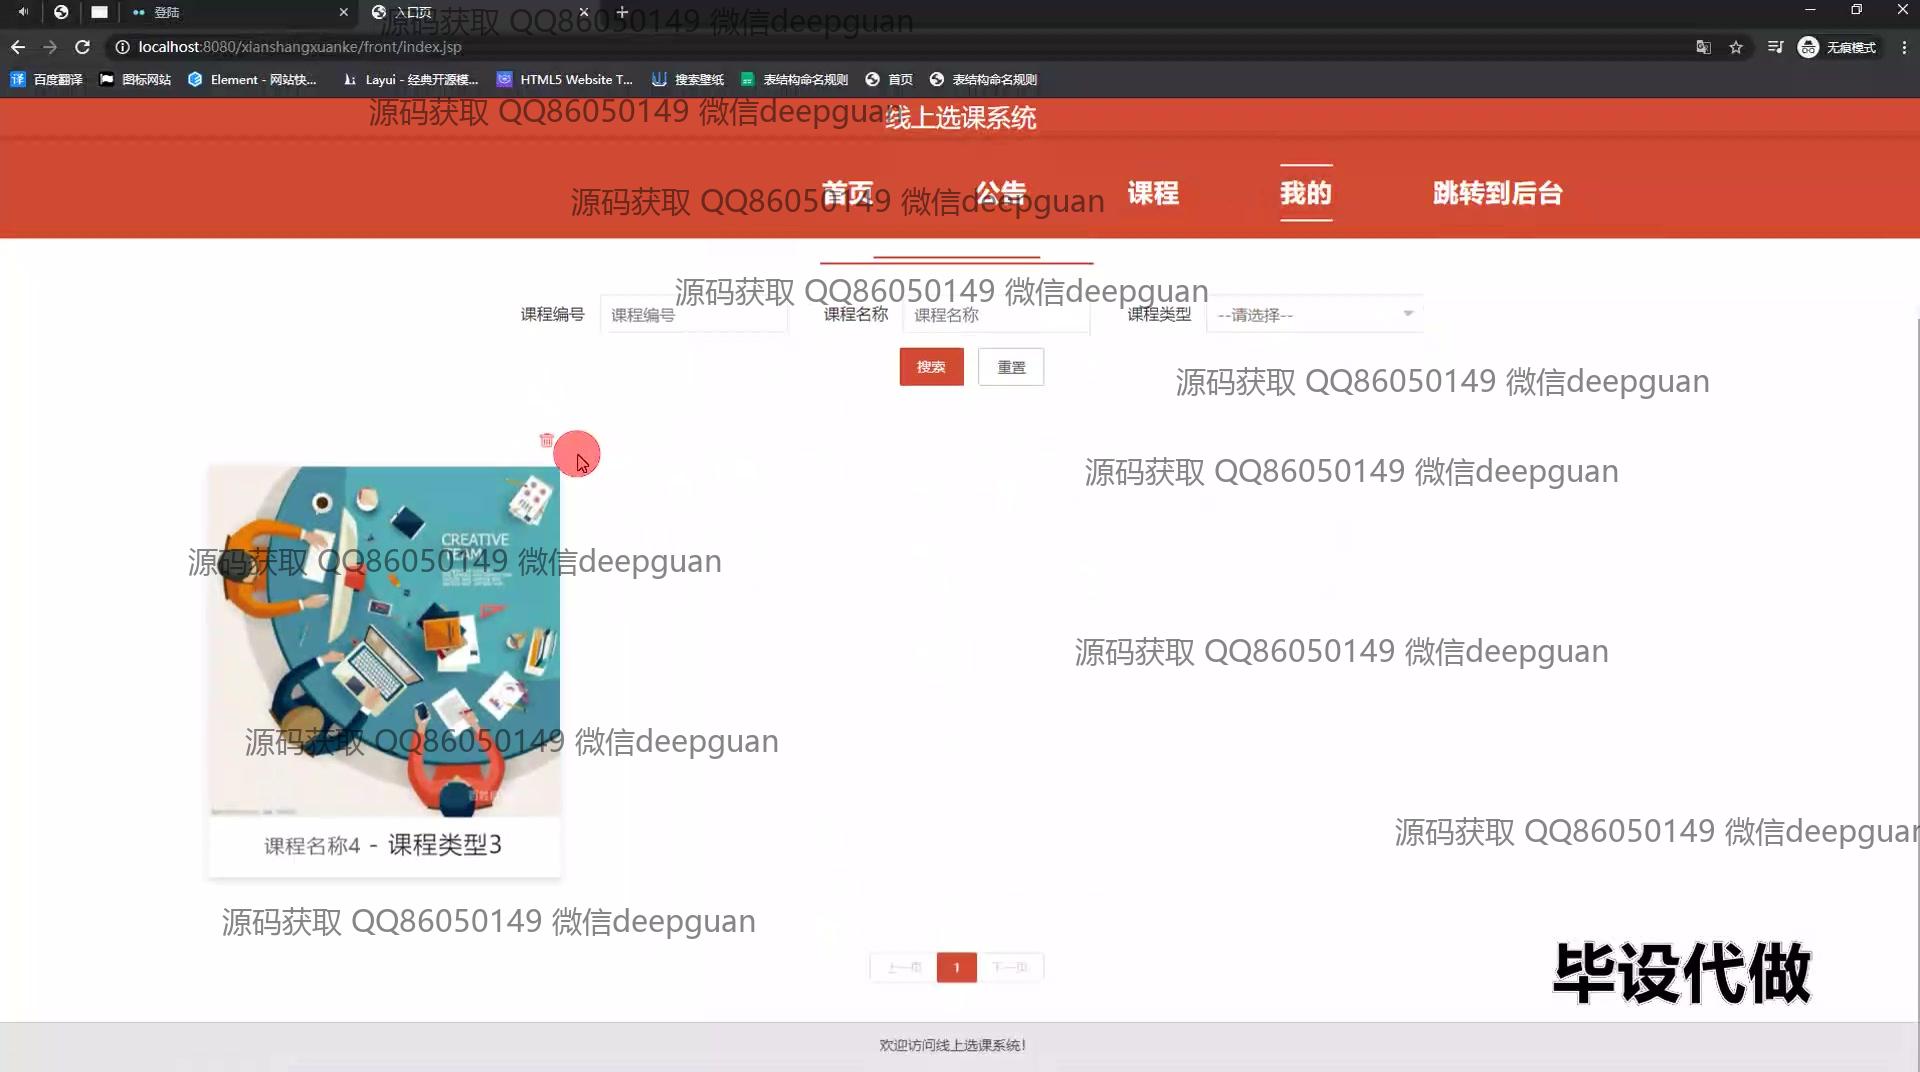 登陆
入口页
源码获取 QQ86050149 微信deepguan
localhost:8080/xianshangxuanke/front/index.jsp
无痕模式
百度翻译
图标网站
Element - 网站快...
Layui - 经典开源模...
HTML5 Website T...
搜索壁纸
表结构命名规则
首页
表结构命名规则
源码获取 QQ86050149 微信deepguan
线上选课系统
首页
公告
课程
我的
跳转到后台
源码获取 QQ86050149 微信deepguan
源码获取 QQ86050149 微信deepguan
课程编号
课程编号
课程名称
课程名称
课程类型
--请选择--
搜索
重置
源码获取 QQ86050149 微信deepguan
源码获取 QQ86050149 微信deepguan
CREATIVE
TEAM
源码获取 QQ86050149 微信deepguan
源码获取 QQ86050149 微信deepguan
源码获取 QQ86050149 微信deepguan
源码获取 QQ86050149 微信deepguan
课程名称4 - 课程类型3
源码获取 QQ86050149 微信deepguan
上一页
1
下一页
毕设代做
欢迎访问线上选课系统!